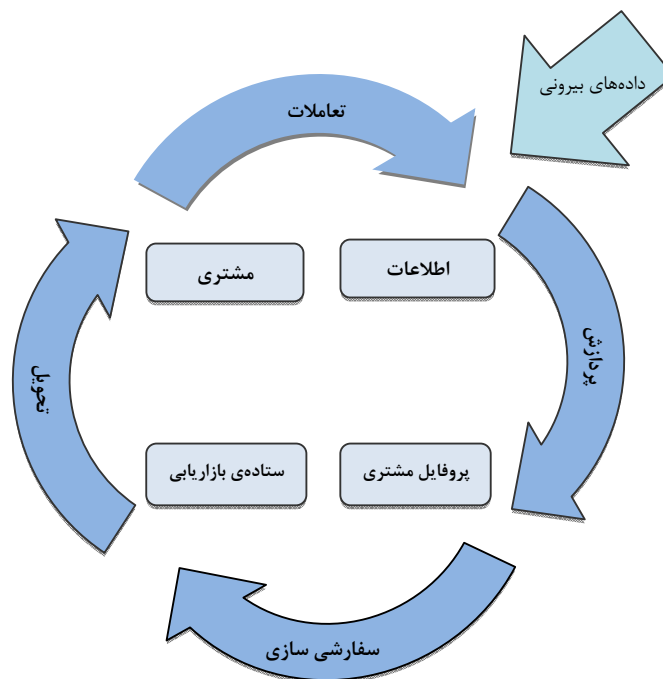 داده‌های بیرونی
تعاملات
اطلاعات
مشتری
پردازش
تحویل
پروفایل مشتری
ستاده‌ی بازاریابی
سفارشی سازی